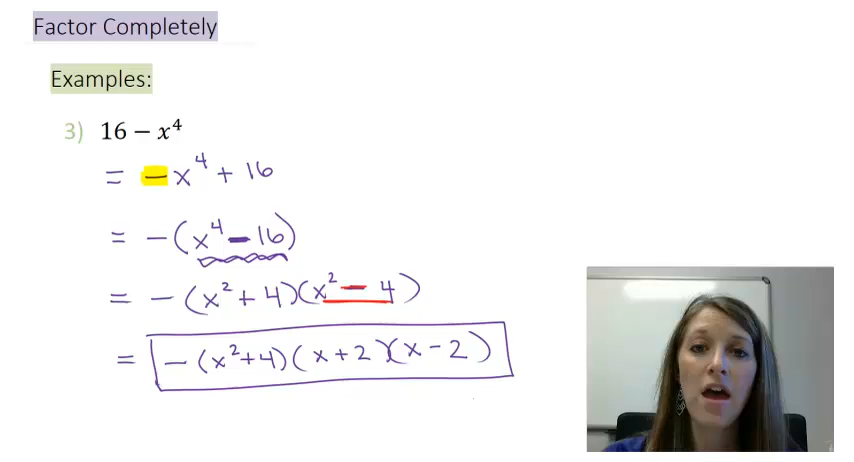 Factor Completely
Examples:
3) 16 − x⁴
= − x⁴ + 16
= − (x⁴ − 16)
= − (x² + 4)(x² − 4)
= − (x² + 4)(x + 2)(x − 2)